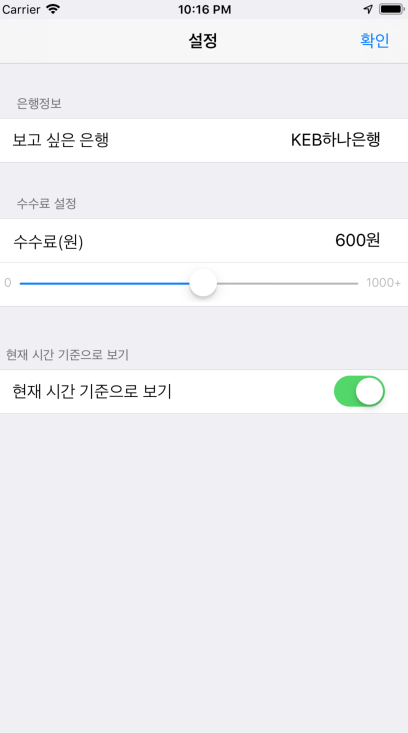 Carrier 10:16 PM
설정 확인
은행정보
보고 싶은 은행 KEB하나은행
수수료 설정
수수료(원) 600원
0 1000+
현재 시간 기준으로 보기
현재 시간 기준으로 보기